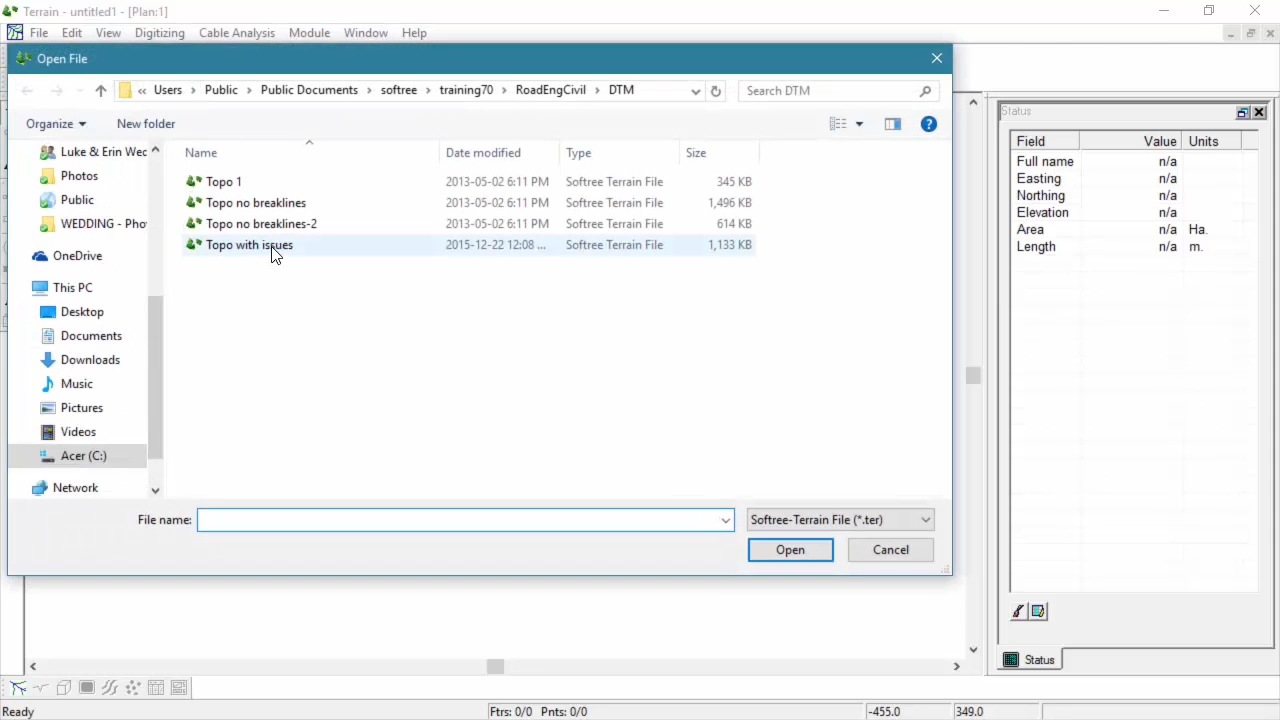 Terrain - untitled1 - [Plan:1]
File Edit View Digitizing Cable Analysis Module Window Help
Open File
« Users Public Public Documents softree training70 RoadEngCivil DTM
Search DTM
Organize New folder
Name Date modified Type Size
Topo 1 2013-05-02 6:11 PM Softree Terrain File 345 KB
Topo no breaklines 2013-05-02 6:11 PM Softree Terrain File 1,496 KB
Topo no breaklines-2 2013-05-02 6:11 PM Softree Terrain File 614 KB
Topo with issues 2015-12-22 12:08 ... Softree Terrain File 1,133 KB
Luke & Erin Wec
Photos
Public
WEDDING - Pho
OneDrive
This PC
Desktop
Documents
Downloads
Music
Pictures
Videos
Acer (C:)
Network
File name:
Softree-Terrain File (*.ter)
Open Cancel
Status
Field Value Units
Full name n/a
Easting n/a
Northing n/a
Elevation n/a
Area n/a Ha.
Length n/a m.
Status
Ready Ftrs: 0/0 Pnts: 0/0 -455.0 349.0